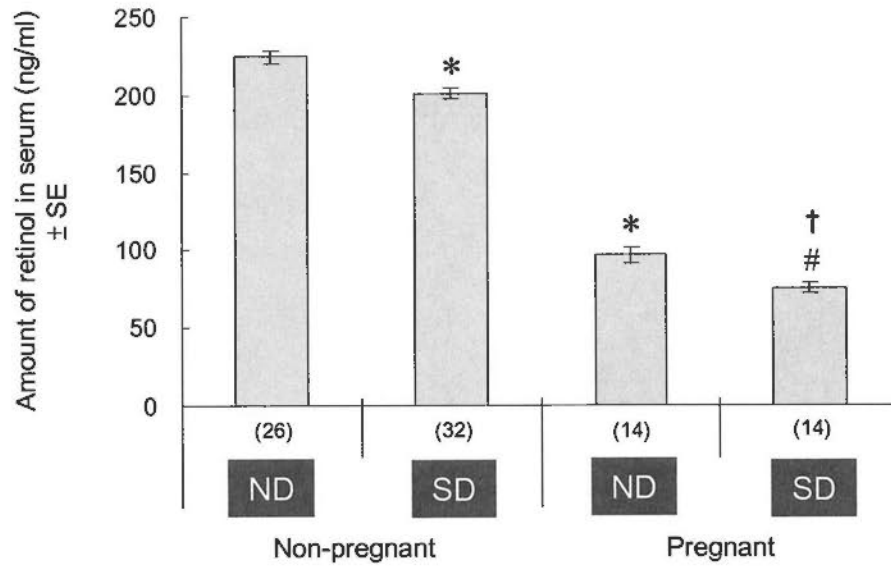 Amount of retinol in serum (ng/ml)
± SE
250
200
150
100
50
0
*
*
†
#
(26)
(32)
(14)
(14)
ND
SD
ND
SD
Non-pregnant
Pregnant